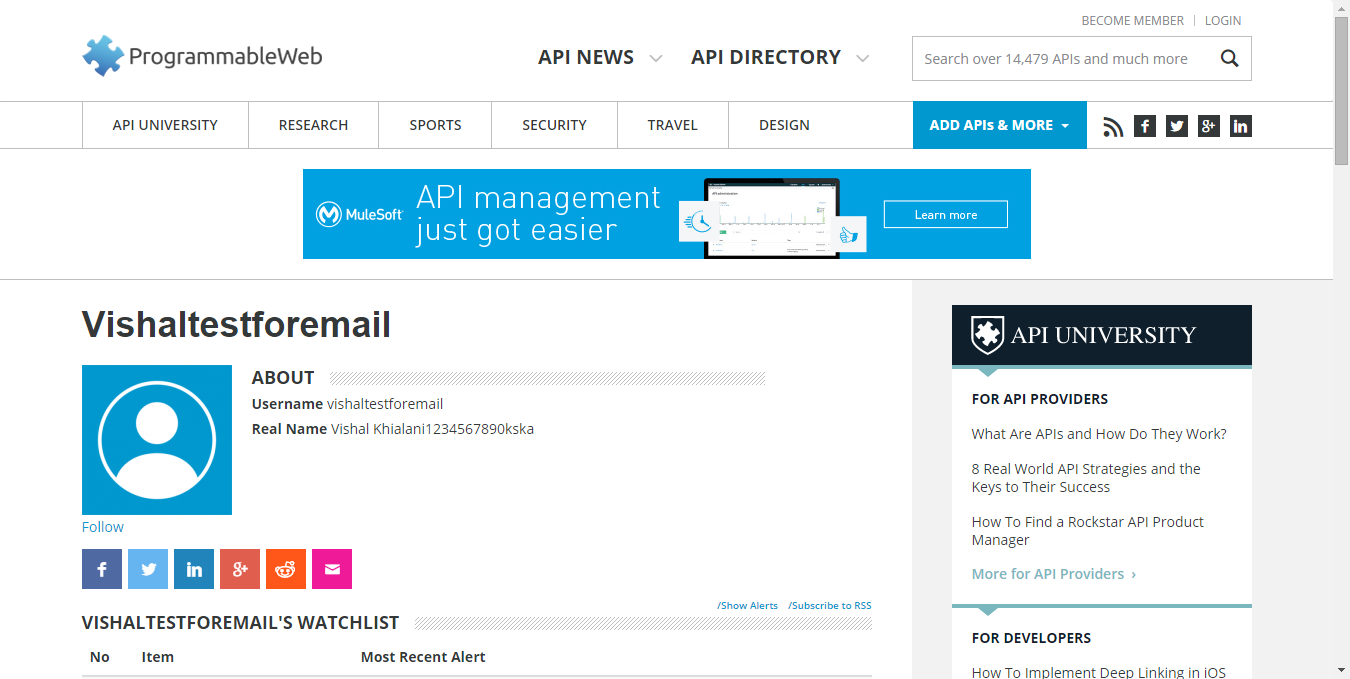 BECOME MEMBER
LOGIN
ProgrammableWeb
API NEWS
API DIRECTORY
Search over 14,479 APIs and much more
API UNIVERSITY
RESEARCH
SPORTS
SECURITY
TRAVEL
DESIGN
ADD APIs & MORE
MuleSoft
API management
just got easier
Learn more
Vishaltestforemail
ABOUT
Username vishaltestforemail
Real Name Vishal Khialani1234567890kska
Follow
/Show Alerts /Subscribe to RSS
VISHALTESTFOREMAIL'S WATCHLIST
No Item Most Recent Alert
API UNIVERSITY
FOR API PROVIDERS
What Are APIs and How Do They Work?
8 Real World API Strategies and the
Keys to Their Success
How To Find a Rockstar API Product
Manager
More for API Providers ›
FOR DEVELOPERS
How To Implement Deep Linking in iOS